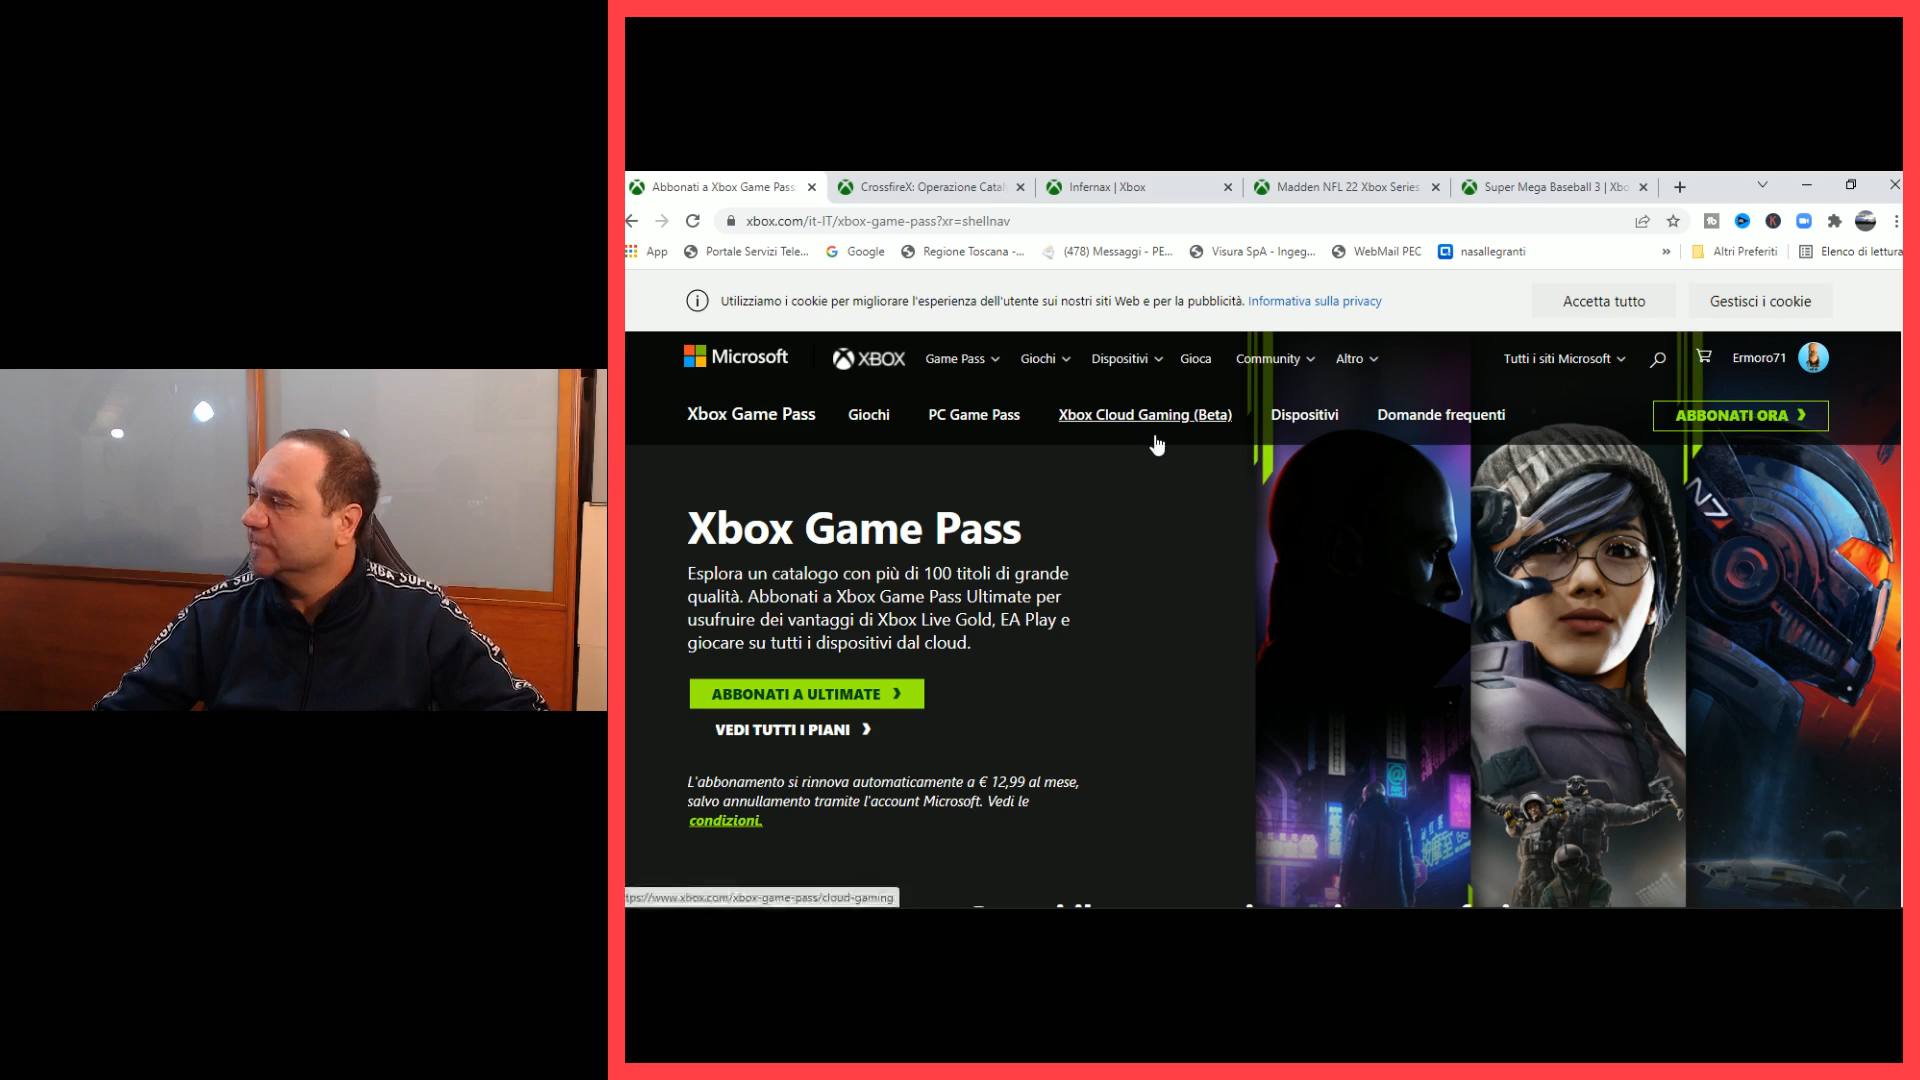 Abbonati a Xbox Game Pass
CrossfireX: Operazione Catal
Infernax | Xbox
Madden NFL 22 Xbox Series
Super Mega Baseball 3 | Xbo
xbox.com/it-IT/xbox-game-pass?xr=shellnav
App
Portale Servizi Tele...
Google
Regione Toscana -...
(478) Messaggi - PE...
Visura SpA - Ingeg...
WebMail PEC
nasallegranti
»
Altri Preferiti
Elenco di lettura
Utilizziamo i cookie per migliorare l'esperienza dell'utente sui nostri siti Web e per la pubblicità. Informativa sulla privacy
Accetta tutto
Gestisci i cookie
Microsoft
XBOX
Game Pass
Giochi
Dispositivi
Gioca
Community
Altro
Tutti i siti Microsoft
Ermoro71
Xbox Game Pass
Giochi
PC Game Pass
Xbox Cloud Gaming (Beta)
Dispositivi
Domande frequenti
ABBONATI ORA
N7
Xbox Game Pass
Esplora un catalogo con più di 100 titoli di grande
qualità. Abbonati a Xbox Game Pass Ultimate per
usufruire dei vantaggi di Xbox Live Gold, EA Play e
giocare su tutti i dispositivi dal cloud.
ABBONATI A ULTIMATE
VEDI TUTTI I PIANI
L'abbonamento si rinnova automaticamente a € 12,99 al mese,
salvo annullamento tramite l'account Microsoft. Vedi le
condizioni.
tps://www.xbox.com/xbox-game-pass/cloud-gaming